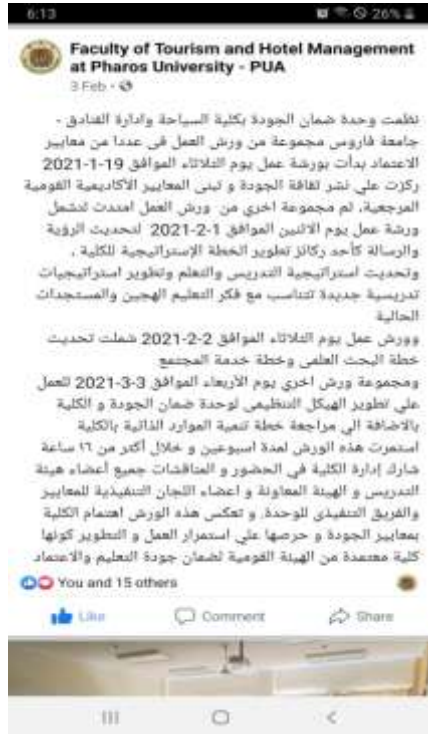 6:13
26%
Faculty of Tourism and Hotel Management
at Pharos University - PUA
3 Feb
نظمت وحدة ضمان الجودة بكلية السياحة وادارة الفنادق -
جامعة فاروس مجموعة من ورش العمل فى عددا من معايير
الاعتماد بدأت بورشة عمل يوم الثلاثاء الموافق 19-1-2021
ركزت علي نشر ثقافة الجودة و تبنى المعايير الأكاديمية القومية
المرجعية، ثم مجموعة اخري من ورش العمل امتدت لتشمل
ورشة عمل يوم الاثنين الموافق 1-2-2021 لتحديث الرؤية
والرسالة كأحد ركائز تطوير الخطة الإستراتيجية للكلية ,
وتحديث استراتيجية التدريس والتعلم وتطوير استراتيجيات
تدريسية جديدة تتناسب مع فكر التعليم الهجين والمستجدات
الحالية
وورش عمل يوم الثلاثاء الموافق 2-2-2021 شملت تحديث
خطة البحث العلمى وخطة خدمة المجتمع
ومجموعة ورش اخري يوم الأربعاء الموافق 3-3-2021 للعمل
علي تطوير الهيكل التنظيمى لوحدة ضمان الجودة و الكلية
بالاضافة الي مراجعة خطة تنمية الموارد الذاتية بالكلية
استمرت هذه الورش لمدة اسبوعين و خلال أكثر من ١٦ ساعة
شارك إدارة الكلية في الحضور و المناقشات جميع أعضاء هيئة
التدريس و الهيئة المعاونة و اعضاء اللجان التنفيذية للمعايير
والفريق التنفيذي للوحدة. و تعكس هذه الورش اهتمام الكلية
بمعايير الجودة و حرصها علي استمرار العمل و التطوير كونها
كلية معتمدة من الهيئة القومية لضمان جودة التعليم والاعتماد
You and 15 others
Like
Comment
Share